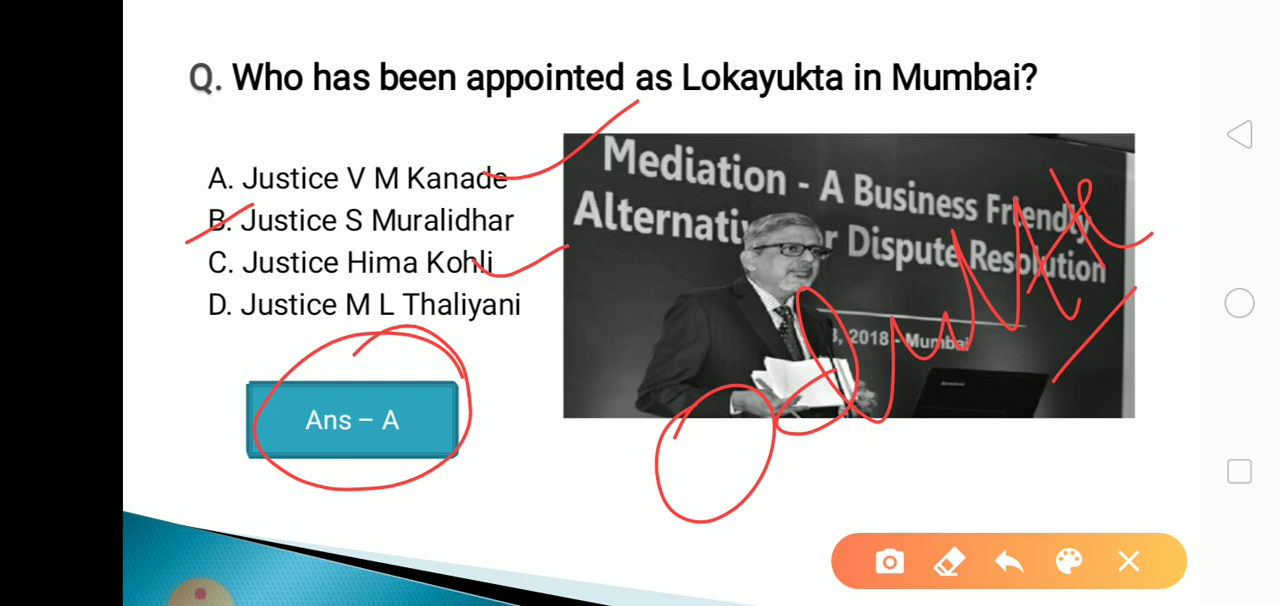 Q. Who has been appointed as Lokayukta in Mumbai?
A. Justice V M Kanade
B. Justice S Muralidhar
C. Justice Hima Kohli
D. Justice M L Thaliyani
Ans – A
Mediation - A Business Friendly
Dispute Resolution
2018 - Mumbai